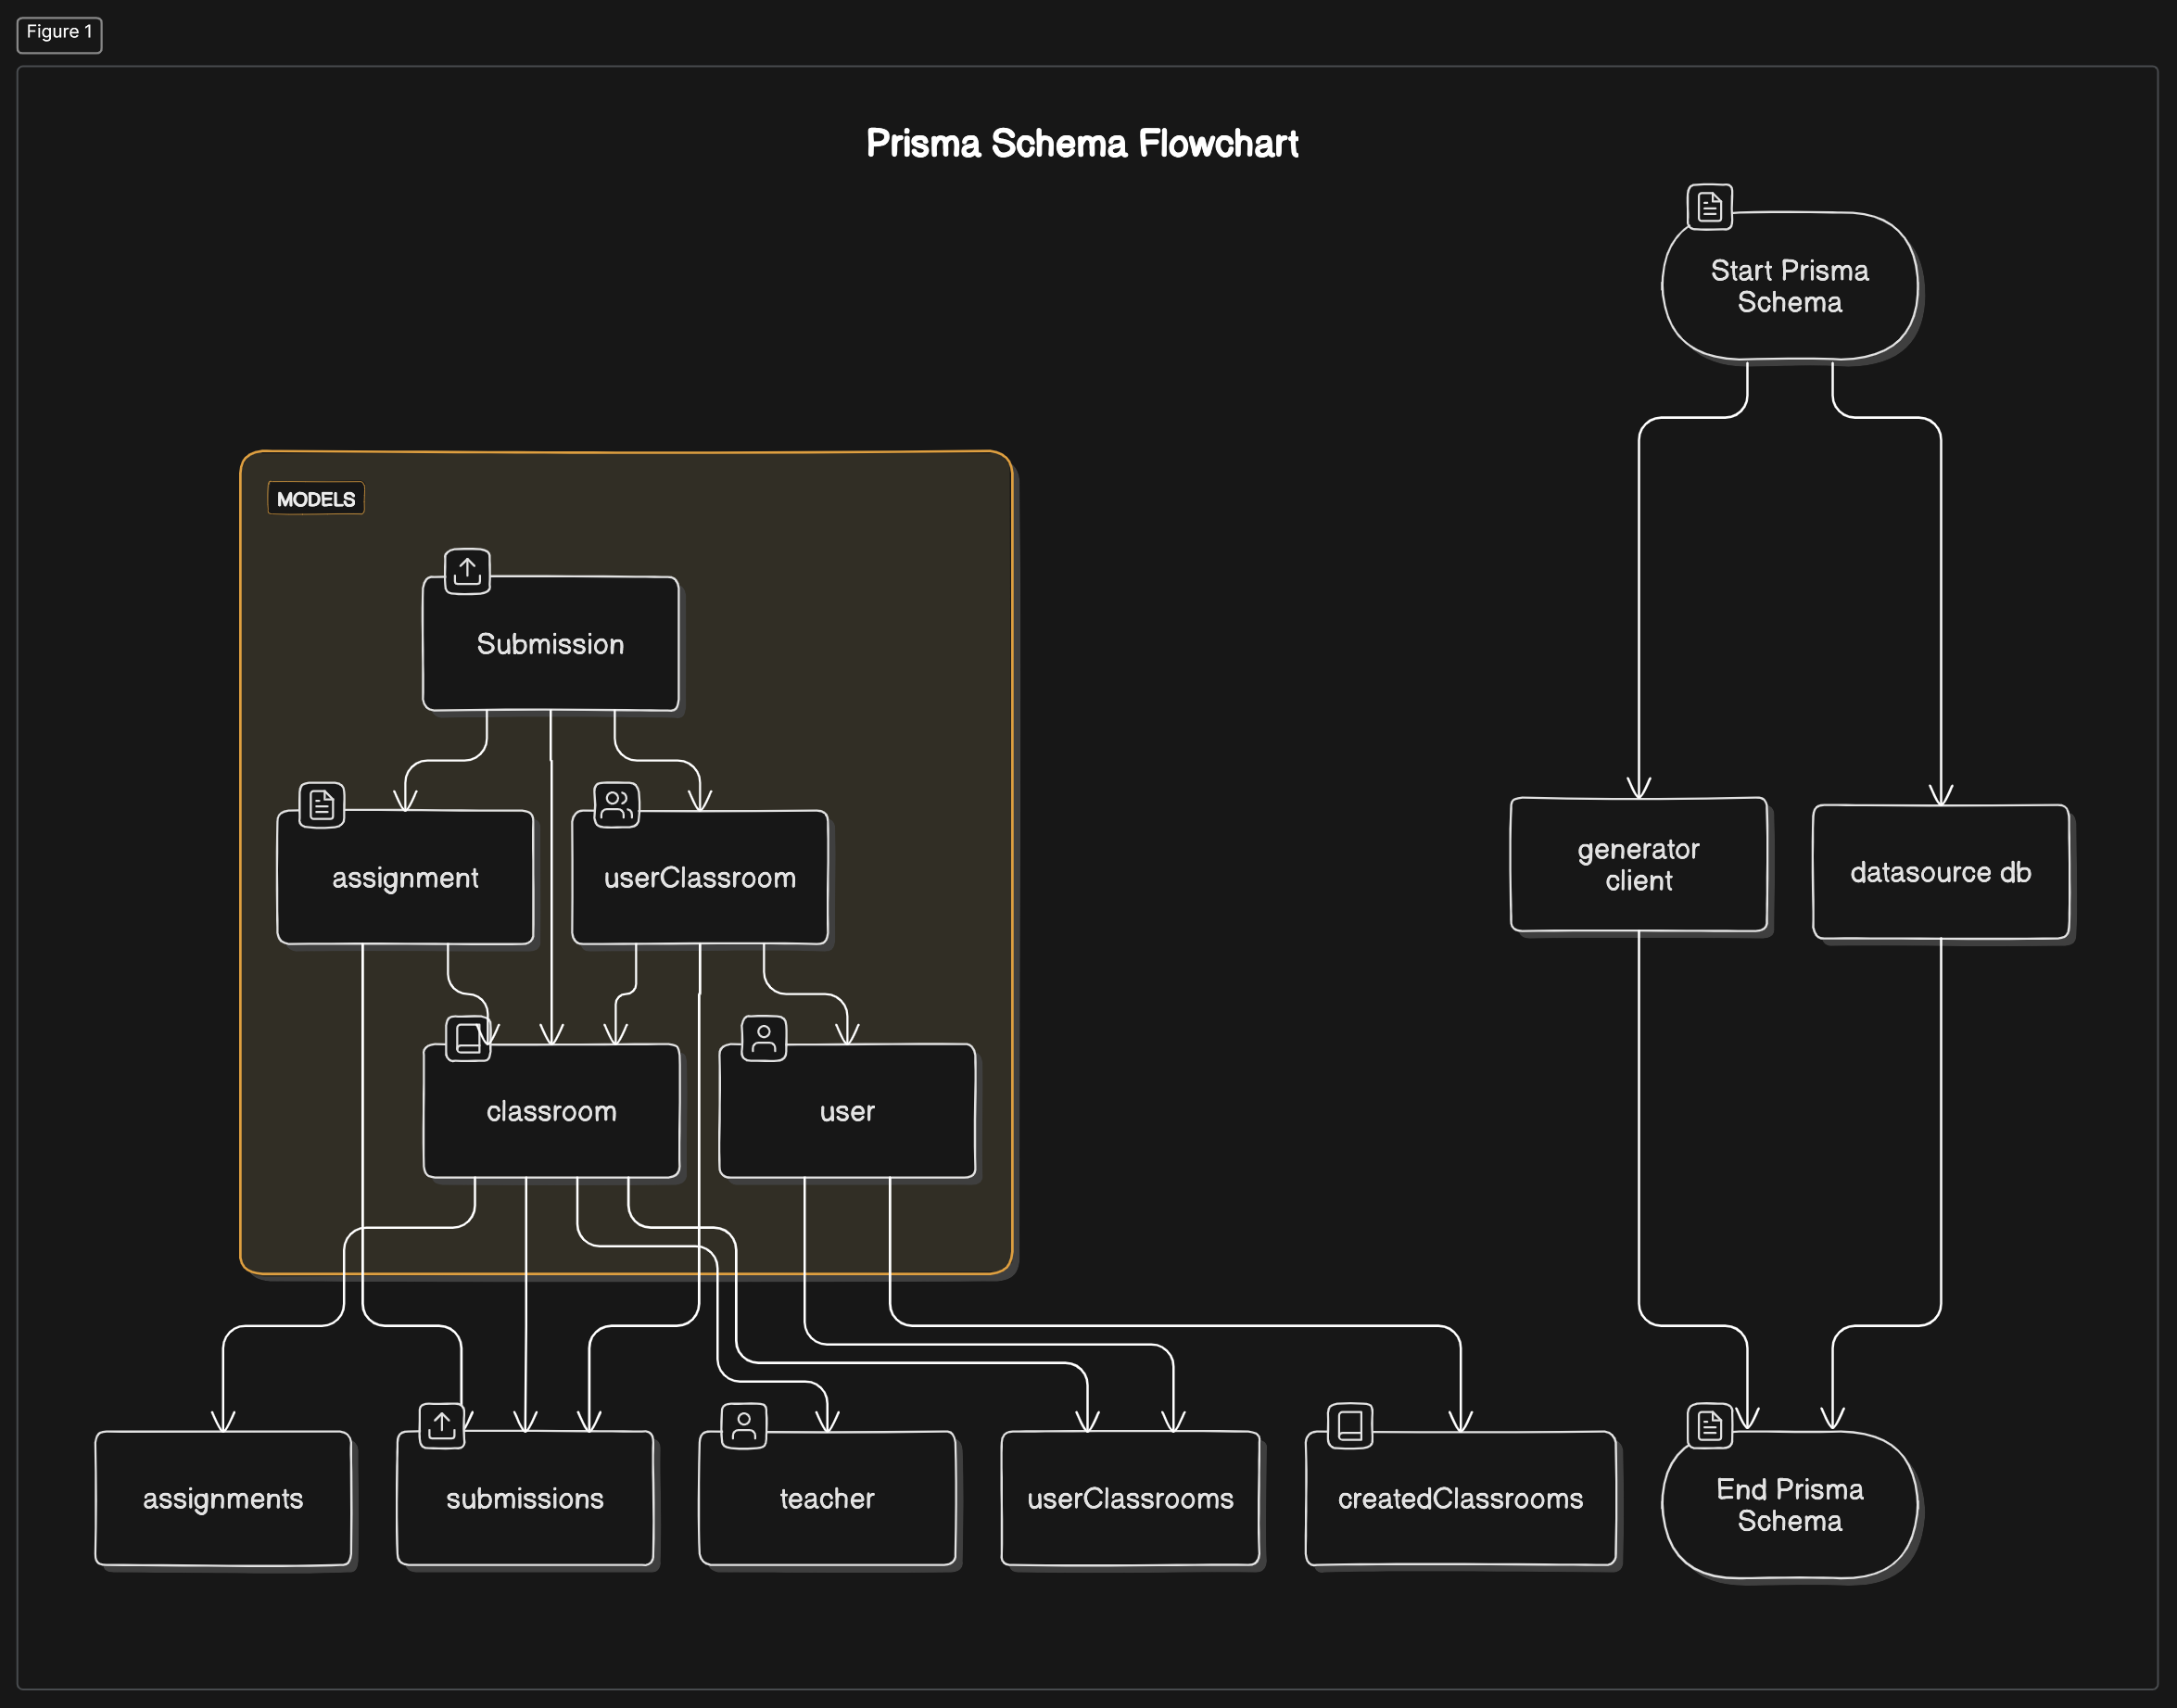 Figure 1
Prisma Schema Flowchart
Start Prisma
Schema
MODELS
Submission
assignment
userClassroom
generator
client
datasource db
classroom
user
assignments
submissions
teacher
userClassrooms
createdClassrooms
End Prisma
Schema